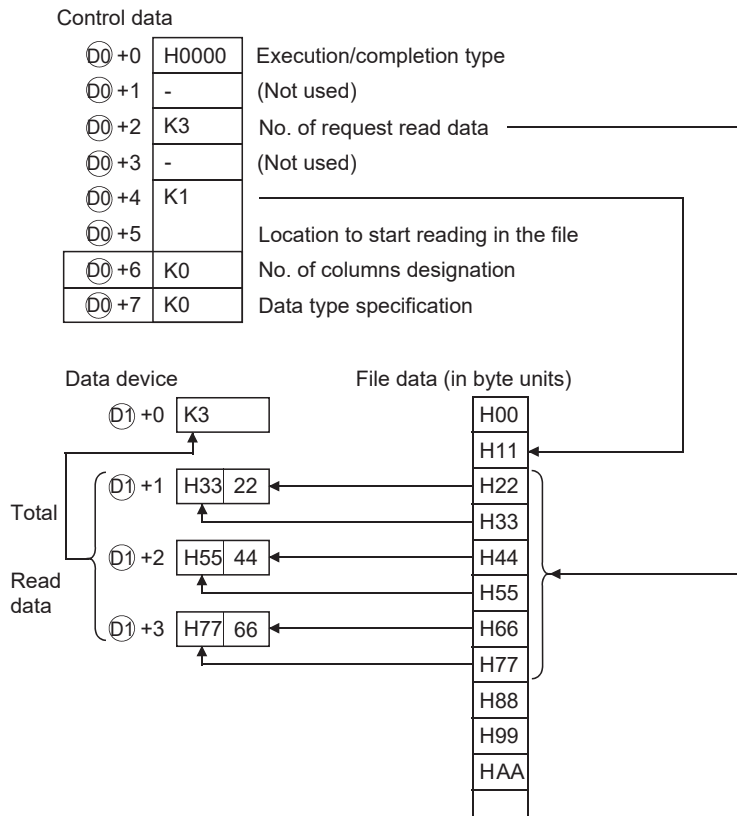 Control data
D0 +0 H0000 Execution/completion type
D0 +1 - (Not used)
D0 +2 K3 No. of request read data
D0 +3 - (Not used)
D0 +4 K1
D0 +5 Location to start reading in the file
D0 +6 K0 No. of columns designation
D0 +7 K0 Data type specification
Data device File data (in byte units)
D1 +0 K3 H00
H11
D1 +1 H33 22 H22
Total H33
D1 +2 H55 44 H44
Read data H55
D1 +3 H77 66 H66
H77
H88
H99
HAA